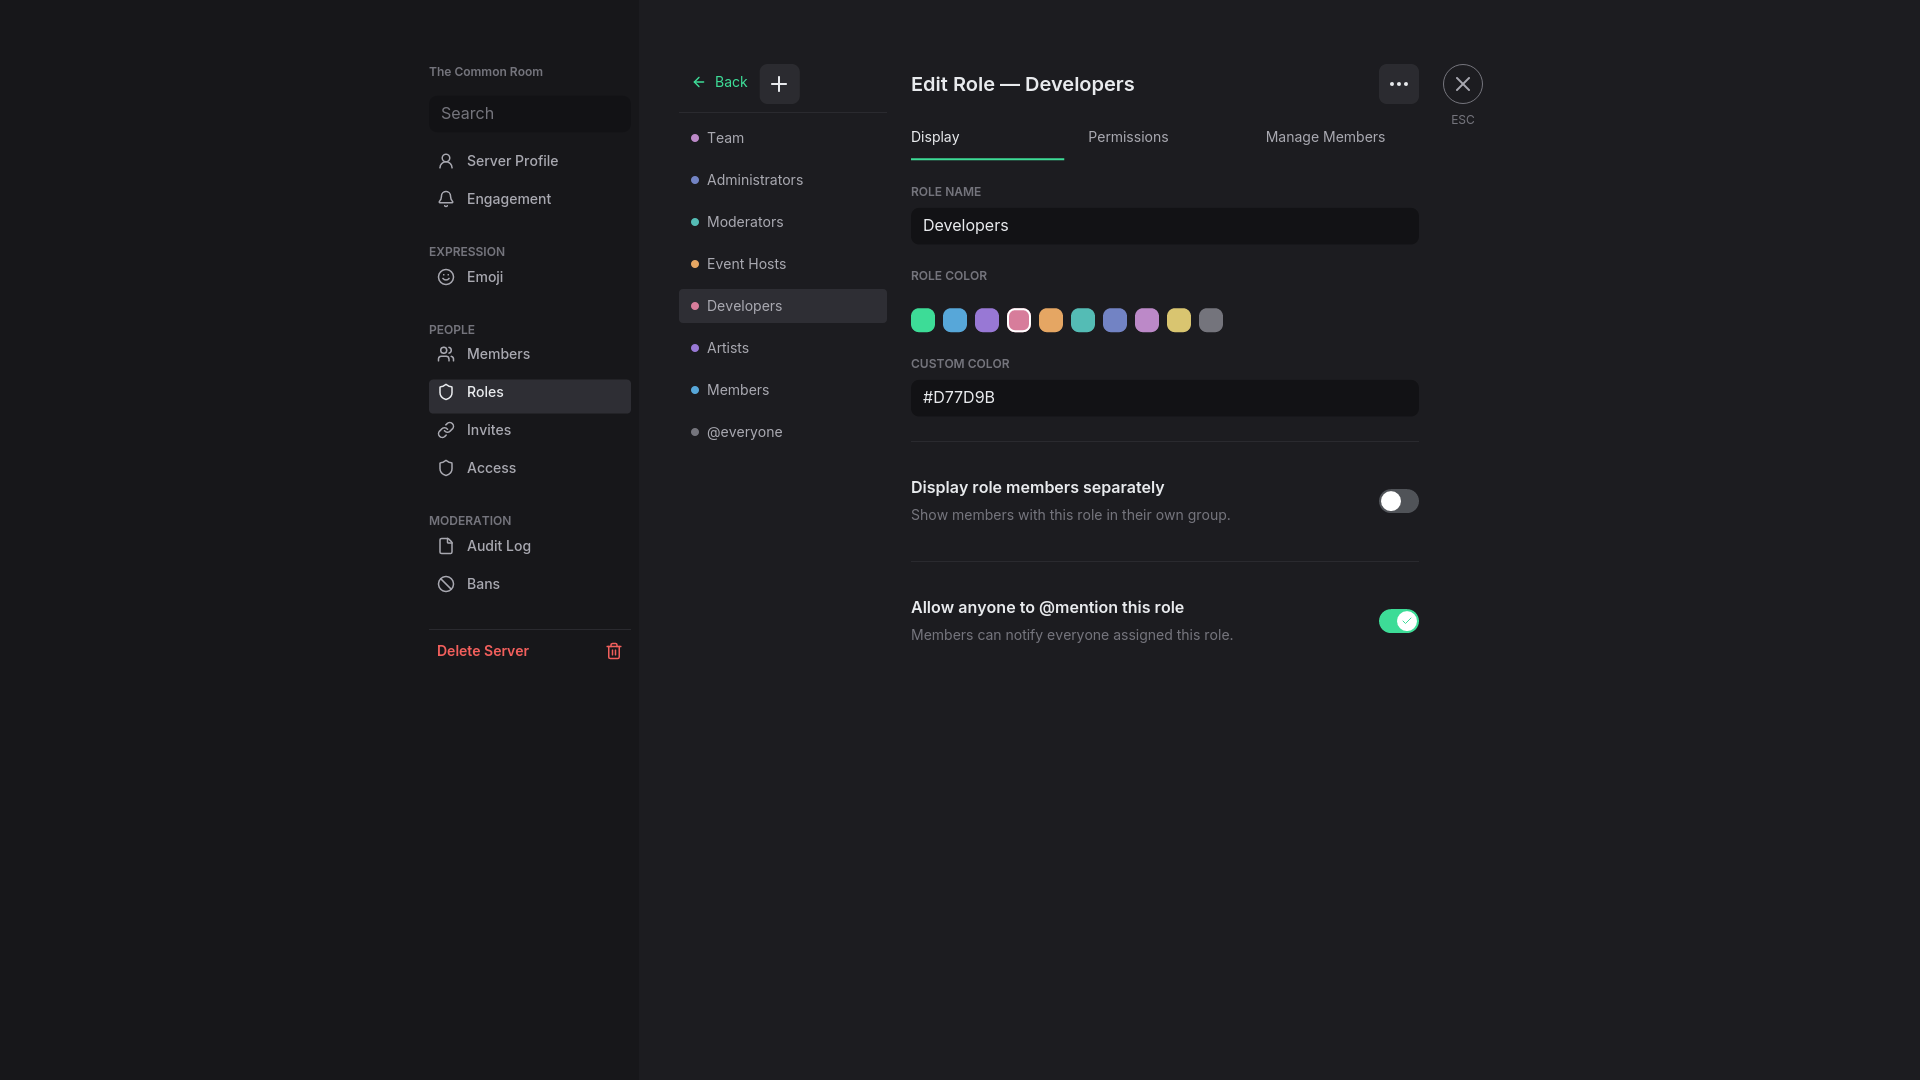 The Common Room
Search
Server Profile
Engagement
EXPRESSION
Emoji
PEOPLE
Members
Roles
Invites
Access
MODERATION
Audit Log
Bans
Delete Server
Back
Team
Administrators
Moderators
Event Hosts
Developers
Artists
Members
@everyone
Edit Role — Developers
ESC
Display Permissions Manage Members
ROLE NAME
Developers
ROLE COLOR
CUSTOM COLOR
#D77D9B
Display role members separately
Show members with this role in their own group.
Allow anyone to @mention this role
Members can notify everyone assigned this role.